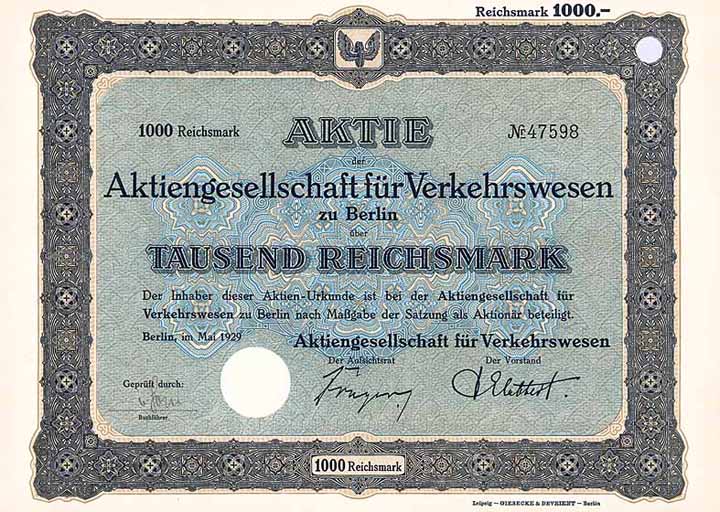 Reichsmark 1000.–
1000 Reichsmark AKTIE № 47598
der
Aktiengesellschaft für Verkehrswesen
zu Berlin
über
TAUSEND REICHSMARK
Der Inhaber dieser Aktien-Urkunde ist bei der Aktiengesellschaft für
Verkehrswesen zu Berlin nach Maßgabe der Satzung als Aktionär beteiligt.
Berlin, im Mai 1929
Aktiengesellschaft für Verkehrswesen
Der Aufsichtsrat Der Vorstand
Geprüft durch:
Buchführer.
1000 Reichsmark
Leipzig — GIESECKE & DEVRIENT — Berlin